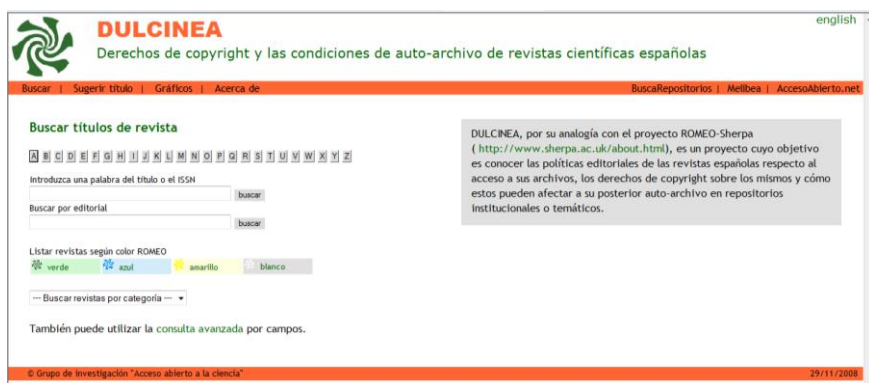 english
DULCINEA
Derechos de copyright y las condiciones de auto-archivo de revistas científicas españolas
Buscar | Sugerir título | Gráficos | Acerca de
BuscaRepositorios | Melibea | AccesoAbierto.net
Buscar títulos de revista
A B C D E F G H I J K L M N O P Q R S T U V W X Y Z
Introduzca una palabra del título o el ISSN
buscar
Buscar por editorial
buscar
Listar revistas según color ROMEO
verde azul amarillo blanco
--- Buscar revistas por categoría ---
También puede utilizar la consulta avanzada por campos.
DULCINEA, por su analogía con el proyecto ROMEO-Sherpa
( http://www.sherpa.ac.uk/about.html), es un proyecto cuyo objetivo
es conocer las políticas editoriales de las revistas españolas respecto al
acceso a sus archivos, los derechos de copyright sobre los mismos y cómo
estos pueden afectar a su posterior auto-archivo en repositorios
institucionales o temáticos.
© Grupo de investigación "Acceso abierto a la ciencia"
29/11/2008